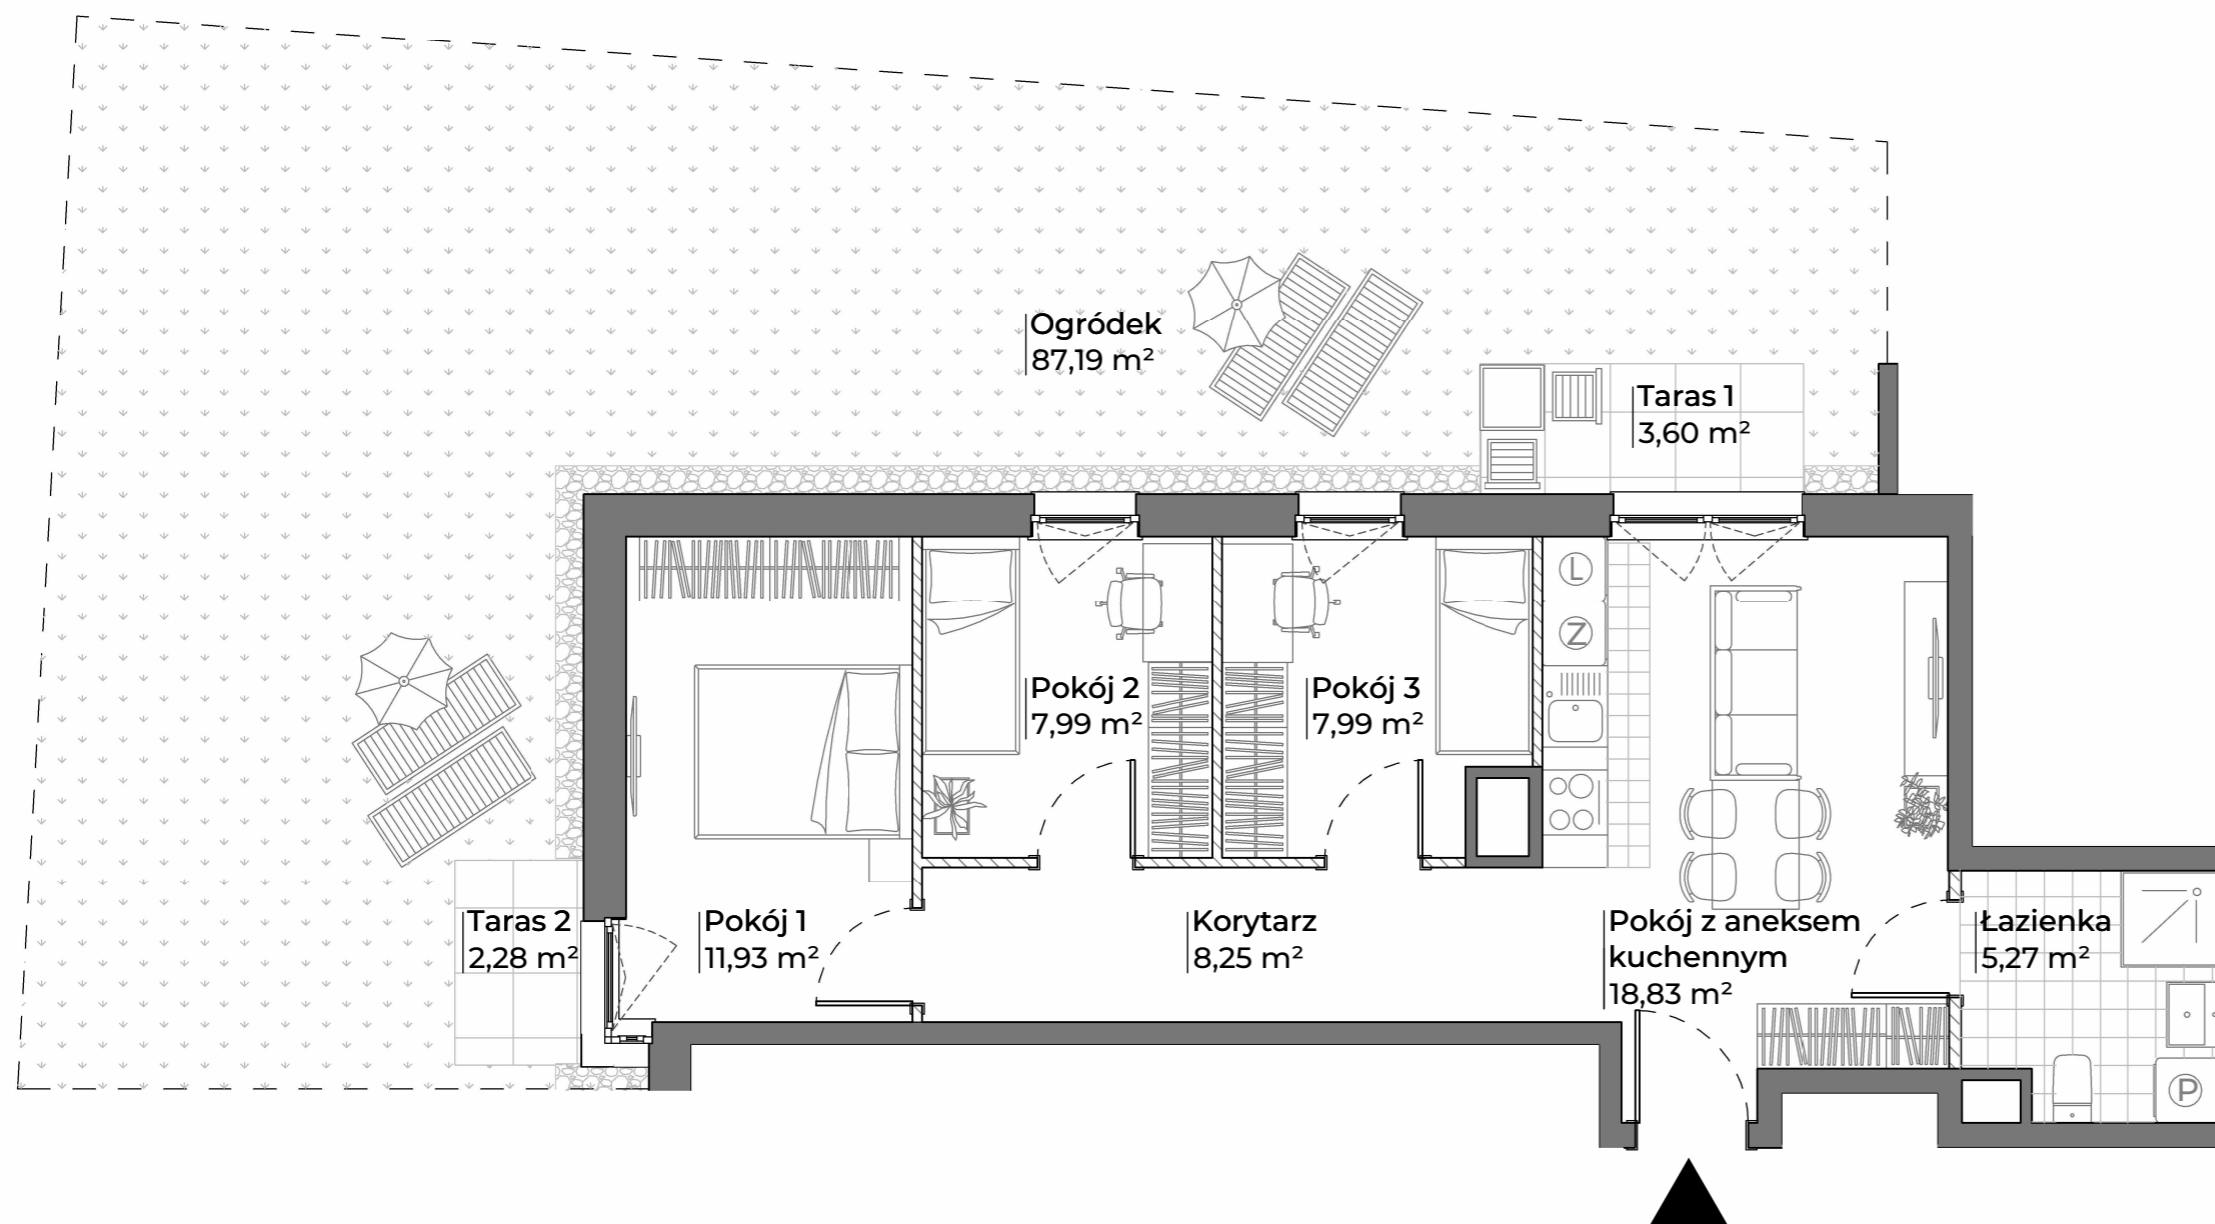 Ogródek
87,19 m²
Taras 1
3,60 m²
L
Z
Pokój 2
7,99 m²
Pokój 3
7,99 m²
Taras 2
2,28 m²
Pokój 1
11,93 m²
Korytarz
8,25 m²
Pokój z aneksem
kuchennym
18,83 m²
Łazienka
5,27 m²
P